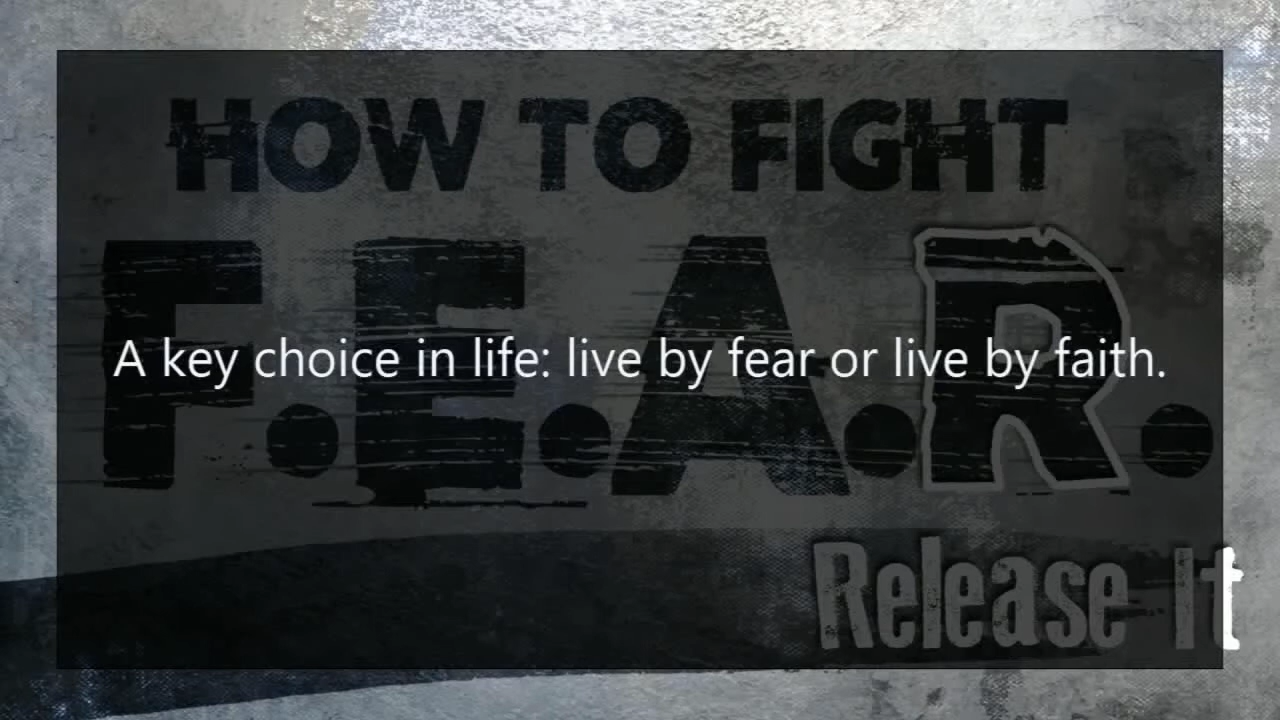 HOW TO FIGHT
F.E.A.R.
A key choice in life: live by fear or live by faith.
Release It